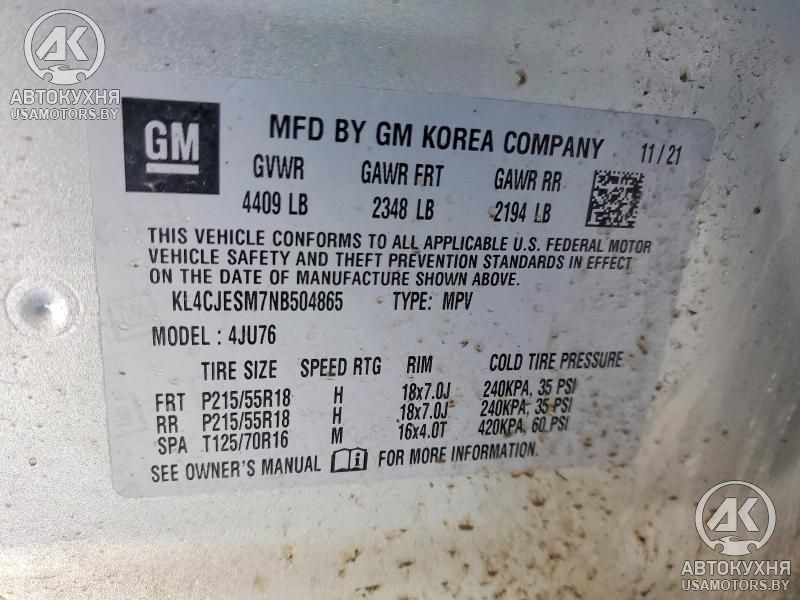 AK
АВТОКУХНЯ
USAMOTORS.BY
GM
MFD BY GM KOREA COMPANY 11/21
GVWR GAWR FRT GAWR RR
4409 LB 2348 LB 2194 LB
THIS VEHICLE CONFORMS TO ALL APPLICABLE U.S. FEDERAL MOTOR
VEHICLE SAFETY AND THEFT PREVENTION STANDARDS IN EFFECT
ON THE DATE OF MANUFACTURE SHOWN ABOVE.
KL4CJESM7NB504865 TYPE: MPV
MODEL : 4JU76
TIRE SIZE SPEED RTG RIM COLD TIRE PRESSURE
FRT P215/55R18 H 18x7.0J 240KPA, 35 PSI
RR P215/55R18 H 18x7.0J 240KPA, 35 PSI
SPA T125/70R16 M 16x4.0T 420KPA, 60 PSI
SEE OWNER'S MANUAL FOR MORE INFORMATION.
AK
АВТОКУХНЯ
USAMOTORS.BY